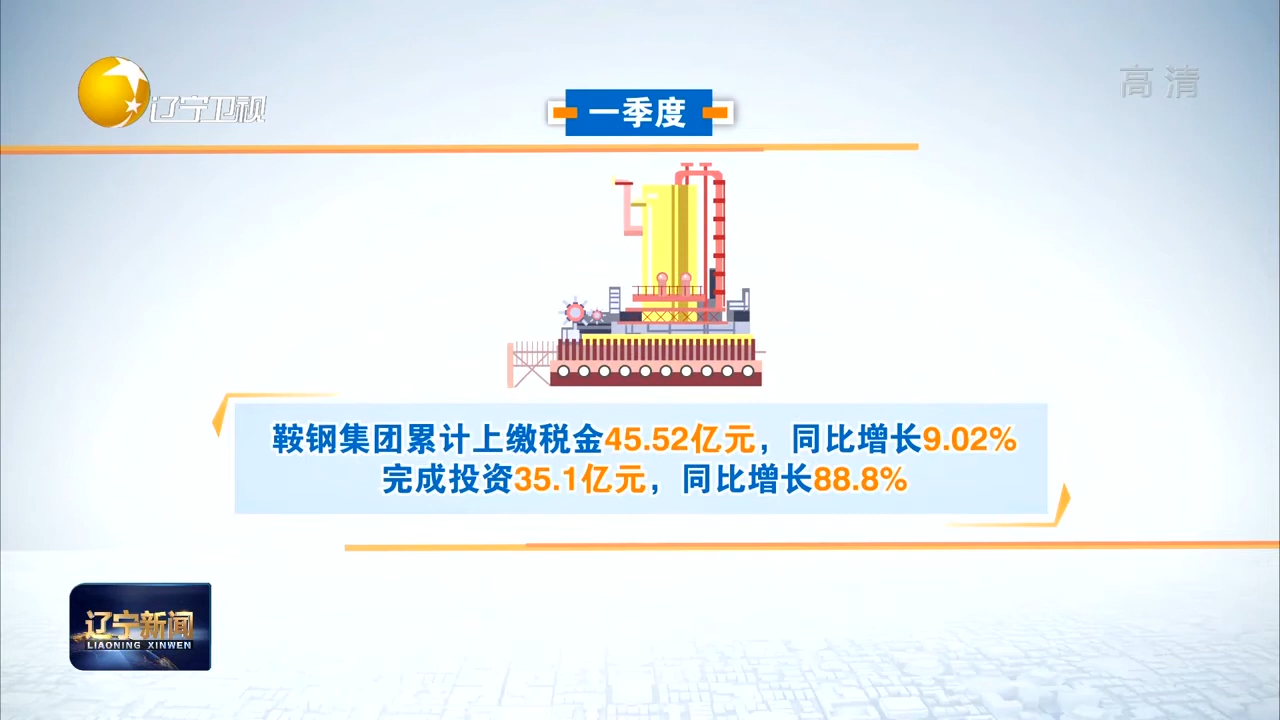 辽宁卫视
高清
一季度
鞍钢集团累计上缴税金45.52亿元，同比增长9.02%
完成投资35.1亿元，同比增长88.8%
辽宁新闻
LIAONING XINWEN